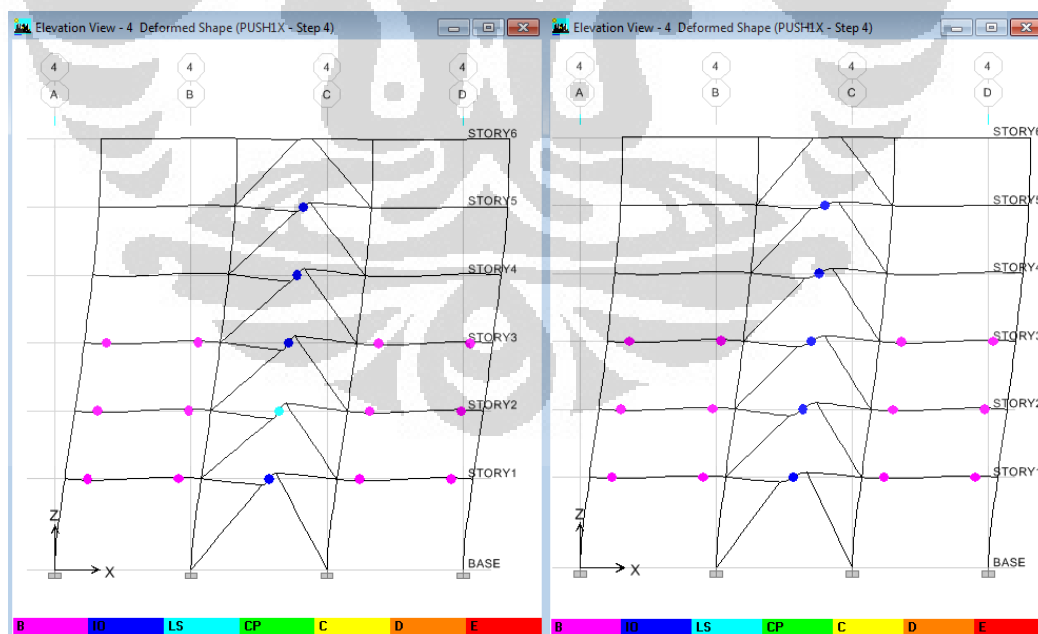 Elevation View - 4 Deformed Shape (PUSH1X - Step 4)
4 4 4 4
A B C D
STORY6
STORY5
STORY4
STORY3
STORY2
STORY1
Z
X
BASE
B IO LS CP C D E
Elevation View - 4 Deformed Shape (PUSH1X - Step 4)
4 4 4 4
A B C D
STORY6
STORY5
STORY4
STORY3
STORY2
STORY1
Z
X
BASE
B IO LS CP C D E